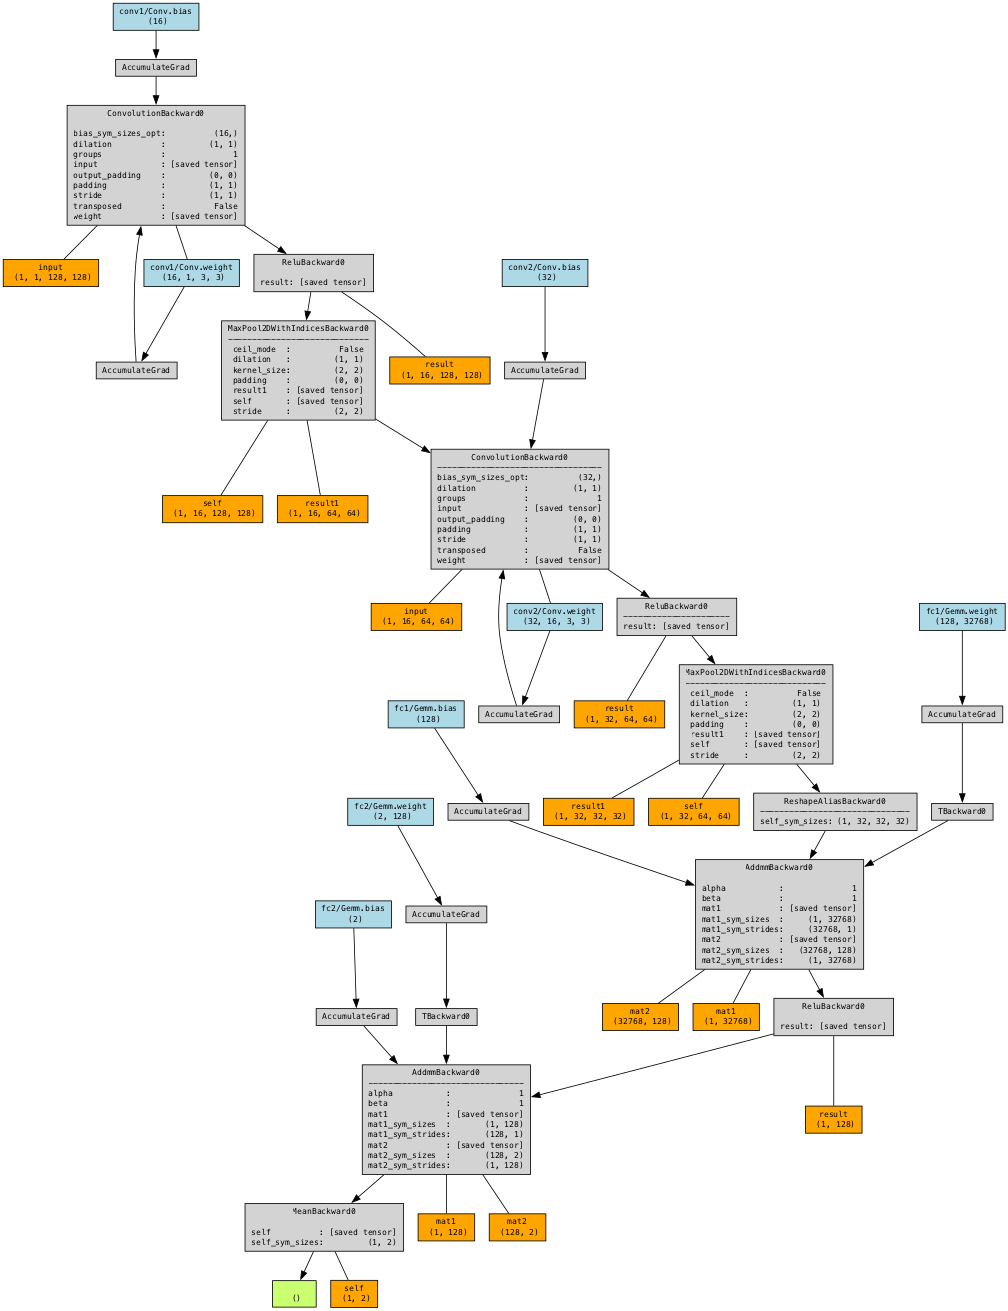 conv1/Conv.bias
(16)
AccumulateGrad
ConvolutionBackward0
bias_sym_sizes_opt: (16,)
dilation : (1, 1)
groups : 1
input : [saved tensor]
output_padding : (0, 0)
padding : (1, 1)
stride : (1, 1)
transposed : False
weight : [saved tensor]
input
(1, 1, 128, 128)
conv1/Conv.weight
(16, 1, 3, 3)
ReluBackward0
result: [saved tensor]
conv2/Conv.bias
(32)
AccumulateGrad
MaxPool2DWithIndicesBackward0
------------------------------
ceil_mode : False
dilation : (1, 1)
kernel_size: (2, 2)
padding : (0, 0)
result1 : [saved tensor]
self : [saved tensor]
stride : (2, 2)
result
(1, 16, 128, 128)
AccumulateGrad
self
(1, 16, 128, 128)
result1
(1, 16, 64, 64)
ConvolutionBackward0
----------------------------------
bias_sym_sizes_opt: (32,)
dilation : (1, 1)
groups : 1
input : [saved tensor]
output_padding : (0, 0)
padding : (1, 1)
stride : (1, 1)
transposed : False
weight : [saved tensor]
input
(1, 16, 64, 64)
conv2/Conv.weight
(32, 16, 3, 3)
ReluBackward0
----------------------
result: [saved tensor]
fc1/Gemm.weight
(128, 32768)
fc1/Gemm.bias
(128)
AccumulateGrad
result
(1, 32, 64, 64)
MaxPool2DWithIndicesBackward0
------------------------------
ceil_mode : False
dilation : (1, 1)
kernel_size: (2, 2)
padding : (0, 0)
result1 : [saved tensor]
self : [saved tensor]
stride : (2, 2)
AccumulateGrad
fc2/Gemm.weight
(2, 128)
AccumulateGrad
result1
(1, 32, 32, 32)
self
(1, 32, 64, 64)
ReshapeAliasBackward0
-------------------------------
self_sym_sizes: (1, 32, 32, 32)
TBackward0
AddmmBackward0
alpha : 1
beta : 1
mat1 : [saved tensor]
mat1_sym_sizes : (1, 32768)
mat1_sym_strides: (32768, 1)
mat2 : [saved tensor]
mat2_sym_sizes : (32768, 128)
mat2_sym_strides: (1, 32768)
fc2/Gemm.bias
(2)
AccumulateGrad
AccumulateGrad
TBackward0
mat2
(32768, 128)
mat1
(1, 32768)
ReluBackward0
result: [saved tensor]
AddmmBackward0
--------------------------------
alpha : 1
beta : 1
mat1 : [saved tensor]
mat1_sym_sizes : (1, 128)
mat1_sym_strides: (128, 1)
mat2 : [saved tensor]
mat2_sym_sizes : (128, 2)
mat2_sym_strides: (1, 128)
result
(1, 128)
MeanBackward0
self : [saved tensor]
self_sym_sizes: (1, 2)
mat1
(1, 128)
mat2
(128, 2)
()
self
(1, 2)